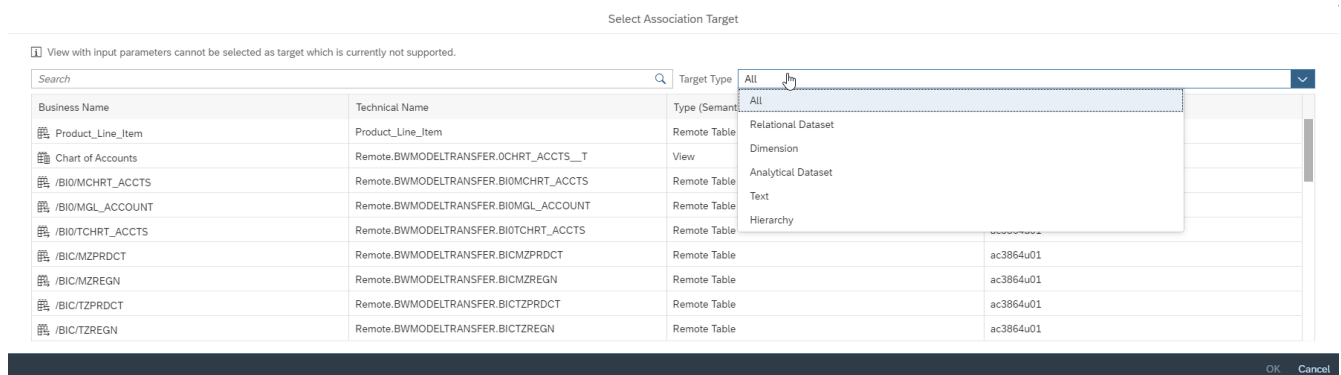 Select Association Target
View with input parameters cannot be selected as target which is currently not supported.
Search Target Type All
Business Name Technical Name Type (Semant
All
Relational Dataset
Dimension
Analytical Dataset
Text
Hierarchy
Product_Line_Item Product_Line_Item Remote Table
Chart of Accounts Remote.BWMODELTRANSFER.0CHRT_ACCTS__T View
/BI0/MCHRT_ACCTS Remote.BWMODELTRANSFER.BI0MCHRT_ACCTS Remote Table
/BI0/MGL_ACCOUNT Remote.BWMODELTRANSFER.BI0MGL_ACCOUNT Remote Table
/BI0/TCHRT_ACCTS Remote.BWMODELTRANSFER.BI0TCHRT_ACCTS Remote Table
/BIC/MZPRDCT Remote.BWMODELTRANSFER.BICMZPRDCT Remote Table ac3864u01
/BIC/MZREGN Remote.BWMODELTRANSFER.BICMZREGN Remote Table ac3864u01
/BIC/TZPRDCT Remote.BWMODELTRANSFER.BICTZPRDCT Remote Table ac3864u01
/BIC/TZREGN Remote.BWMODELTRANSFER.BICTZREGN Remote Table ac3864u01
OK Cancel